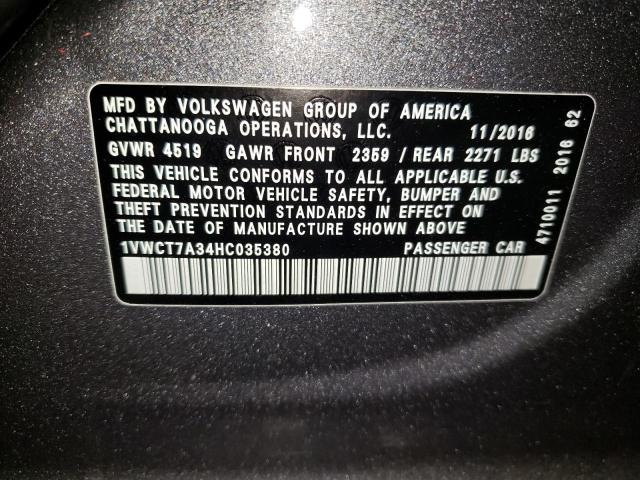 MFD BY VOLKSWAGEN GROUP OF AMERICA
CHATTANOOGA OPERATIONS, LLC. 11/2016
GVWR 4519 GAWR FRONT 2359 / REAR 2271 LBS
THIS VEHICLE CONFORMS TO ALL APPLICABLE U.S.
FEDERAL MOTOR VEHICLE SAFETY, BUMPER AND
THEFT PREVENTION STANDARDS IN EFFECT ON
THE DATE OF MANUFACTURE SHOWN ABOVE
1VWCT7A34HC035380 PASSENGER CAR
4710011 2016 62